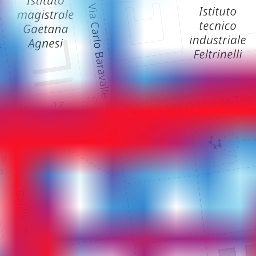 Istituto
magistrale
Gaetana
Agnesi
Via Carlo Baravalle
Istituto
tecnico
industriale
Feltrinelli